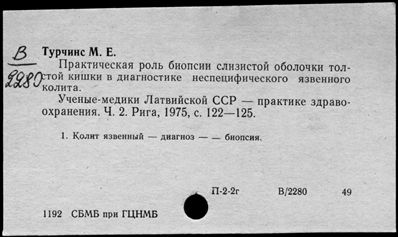 В
2280
Турчинс М. Е.
Практическая роль биопсии слизистой оболочки тол-
стой кишки в диагностике неспецифического язвенного
колита.
Ученые-медики Латвийской ССР — практике здраво-
охранения. Ч. 2. Рига, 1975, с. 122—125.
1. Колит язвенный — диагноз — — биопсия.
П-2-2г В/2280 49
1192 СБМБ при ГЦНМБ